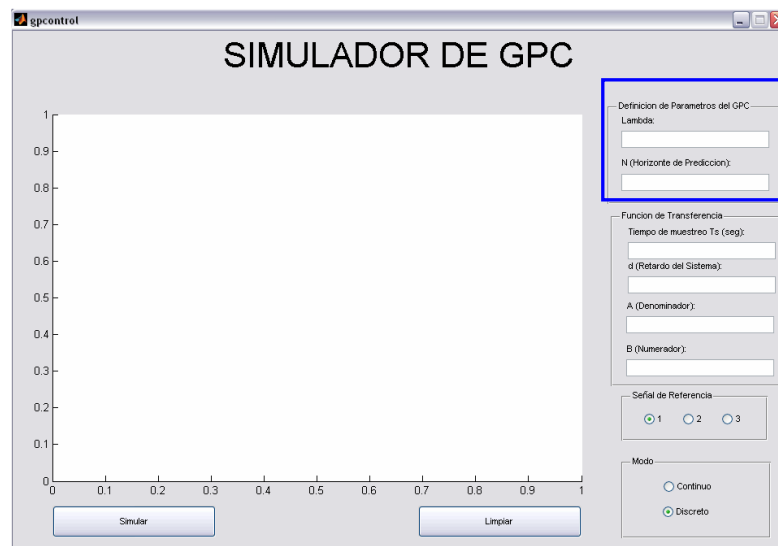 gpcontrol
SIMULADOR DE GPC
1
0.9
0.8
0.7
0.6
0.5
0.4
0.3
0.2
0.1
0
0 0.1 0.2 0.3 0.4 0.5 0.6 0.7 0.8 0.9 1
Simular
Limpiar
Definicion de Parametros del GPC
Lambda:
N (Horizonte de Prediccion):
Funcion de Transferencia
Tiempo de muestreo Ts (seg):
d (Retardo del Sistema):
A (Denominador):
B (Numerador):
Señal de Referencia
1 2 3
Modo
Continuo
Discreto